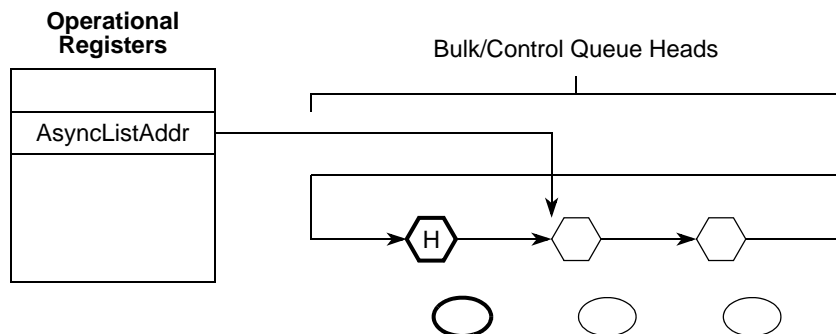 Operational
Registers
Bulk/Control Queue Heads
AsyncListAddr
H